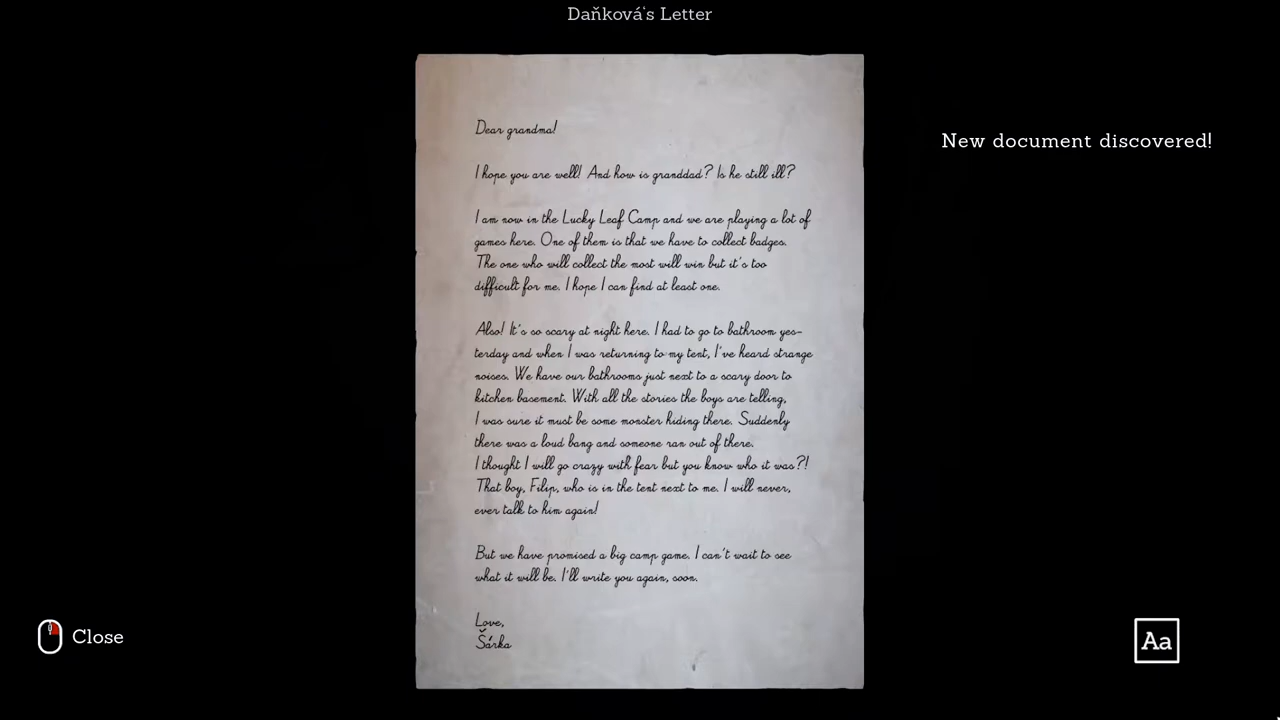 Daňková's Letter
New document discovered!
Dear grandma!
I hope you are well! And how is granddad? Is he still ill?
I am now in the Lucky Leaf Camp and we are playing a lot of
games here. One of them is that we have to collect badges.
The one who will collect the most will win but it's too
difficult for me. I hope I can find at least one.
Also! It's so scary at night here. I had to go to bathroom yes-
terday and when I was returning to my tent, I've heard strange
noises. We have our bathrooms just next to a scary door to
kitchen basement. With all the stories the boys are telling,
I was sure it must be some monster hiding there. Suddenly
there was a loud bang and someone ran out of there.
I thought I will go crazy with fear but you know who it was?!
That boy, Filip, who is in the tent next to me. I will never,
ever talk to him again!
But we have promised a big camp game. I can't wait to see
what it will be. I'll write you again, soon.
Love,
Šárka
Close
Aa